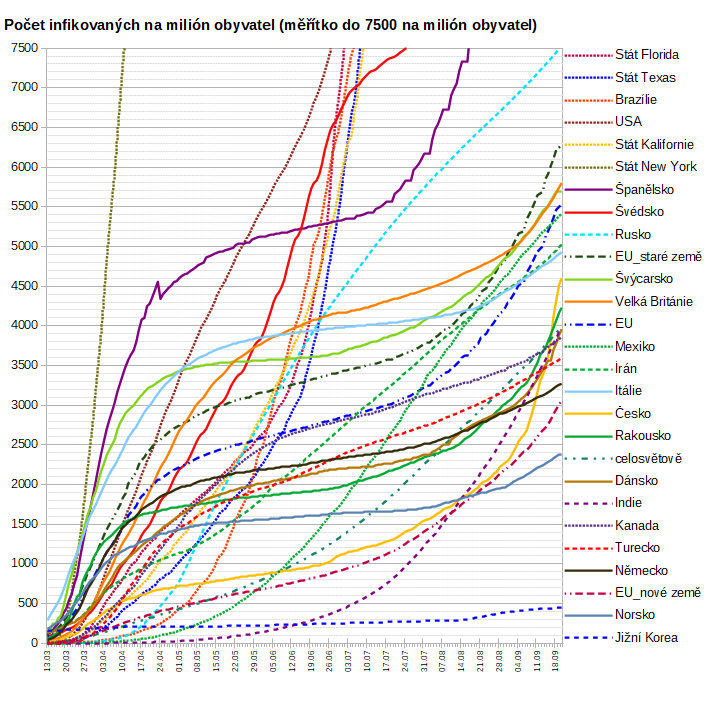 Počet infikovaných na milión obyvatel (měřítko do 7500 na milión obyvatel)
7500
7000
6500
6000
5500
5000
4500
4000
3500
3000
2500
2000
1500
1000
500
0
13.03
20.03
27.03
03.04
10.04
17.04
24.04
01.05
08.05
15.05
22.05
29.05
05.06
12.06
19.06
26.06
03.07
10.07
17.07
24.07
31.07
07.08
14.08
21.08
28.08
04.09
11.09
18.09
Stát Florida
Stát Texas
Brazílie
USA
Stát Kalifornie
Stát New York
Španělsko
Švédsko
Rusko
EU_staré země
Švýcarsko
Velká Británie
EU
Mexiko
Írán
Itálie
Česko
Rakousko
celosvětově
Dánsko
Indie
Kanada
Turecko
Německo
EU_nové země
Norsko
Jižní Korea